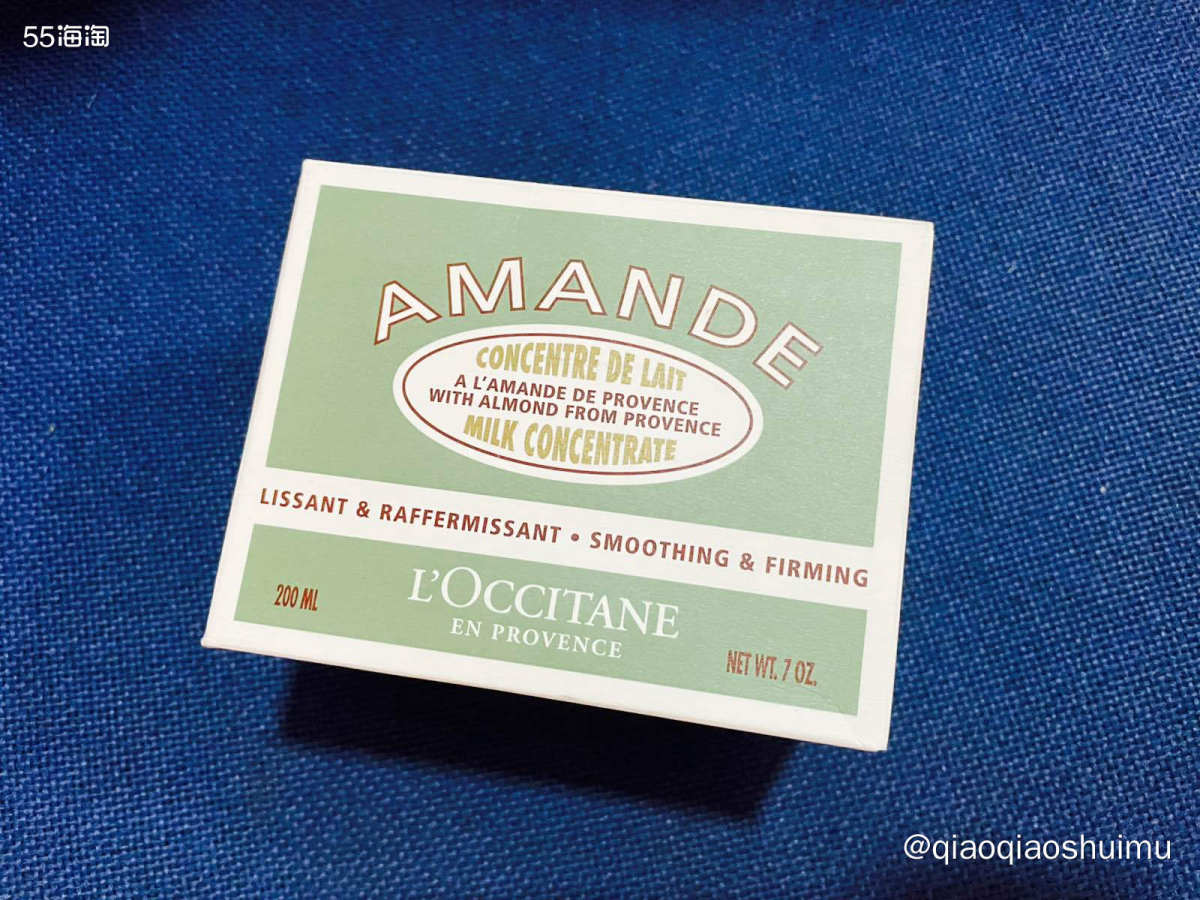 55海淘
AMANDE
CONCENTRE DE LAIT
A L'AMANDE DE PROVENCE
WITH ALMOND FROM PROVENCE
MILK CONCENTRATE
LISSANT & RAFFERMISSANT • SMOOTHING & FIRMING
200 ML
L'OCCITANE
EN PROVENCE
NET WT. 7 OZ.
@qiaoqiaoshuimu